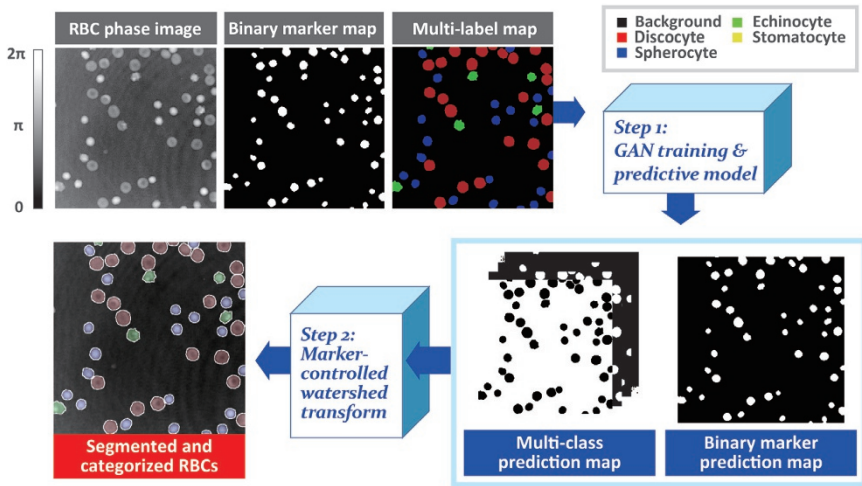 RBC phase image
Binary marker map
Multi-label map
Background
Echinocyte
Discocyte
Stomatocyte
Spherocyte
2π
π
0
Step 1:
GAN training &
predictive model
Step 2:
Marker-
controlled
watershed
transform
Segmented and
categorized RBCs
Multi-class
prediction map
Binary marker
prediction map